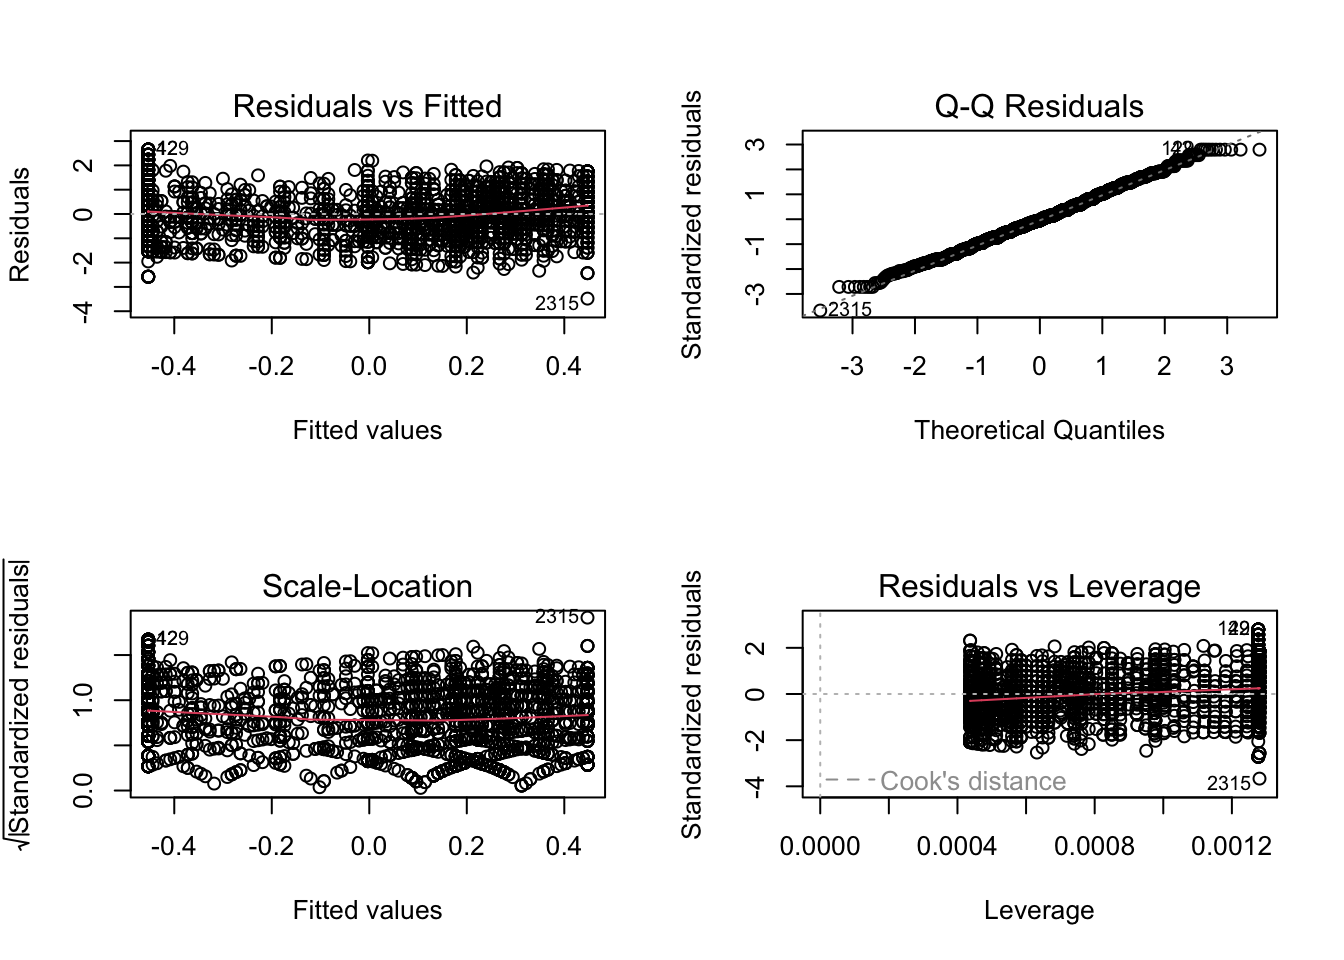 Residuals vs Fitted
Residuals
2
0
-2
-4
429
2315
-0.4 -0.2 0.0 0.2 0.4
Fitted values
Q-Q Residuals
Standardized residuals
3
1
-1
-3
2315
-3 -2 -1 0 1 2 3
Theoretical Quantiles
Scale-Location
√|Standardized residuals|
1.0
0.0
2315
429
-0.4 -0.2 0.0 0.2 0.4
Fitted values
Residuals vs Leverage
Standardized residuals
2
0
-2
-4
2315
Cook's distance
0.0000 0.0004 0.0008 0.0012
Leverage